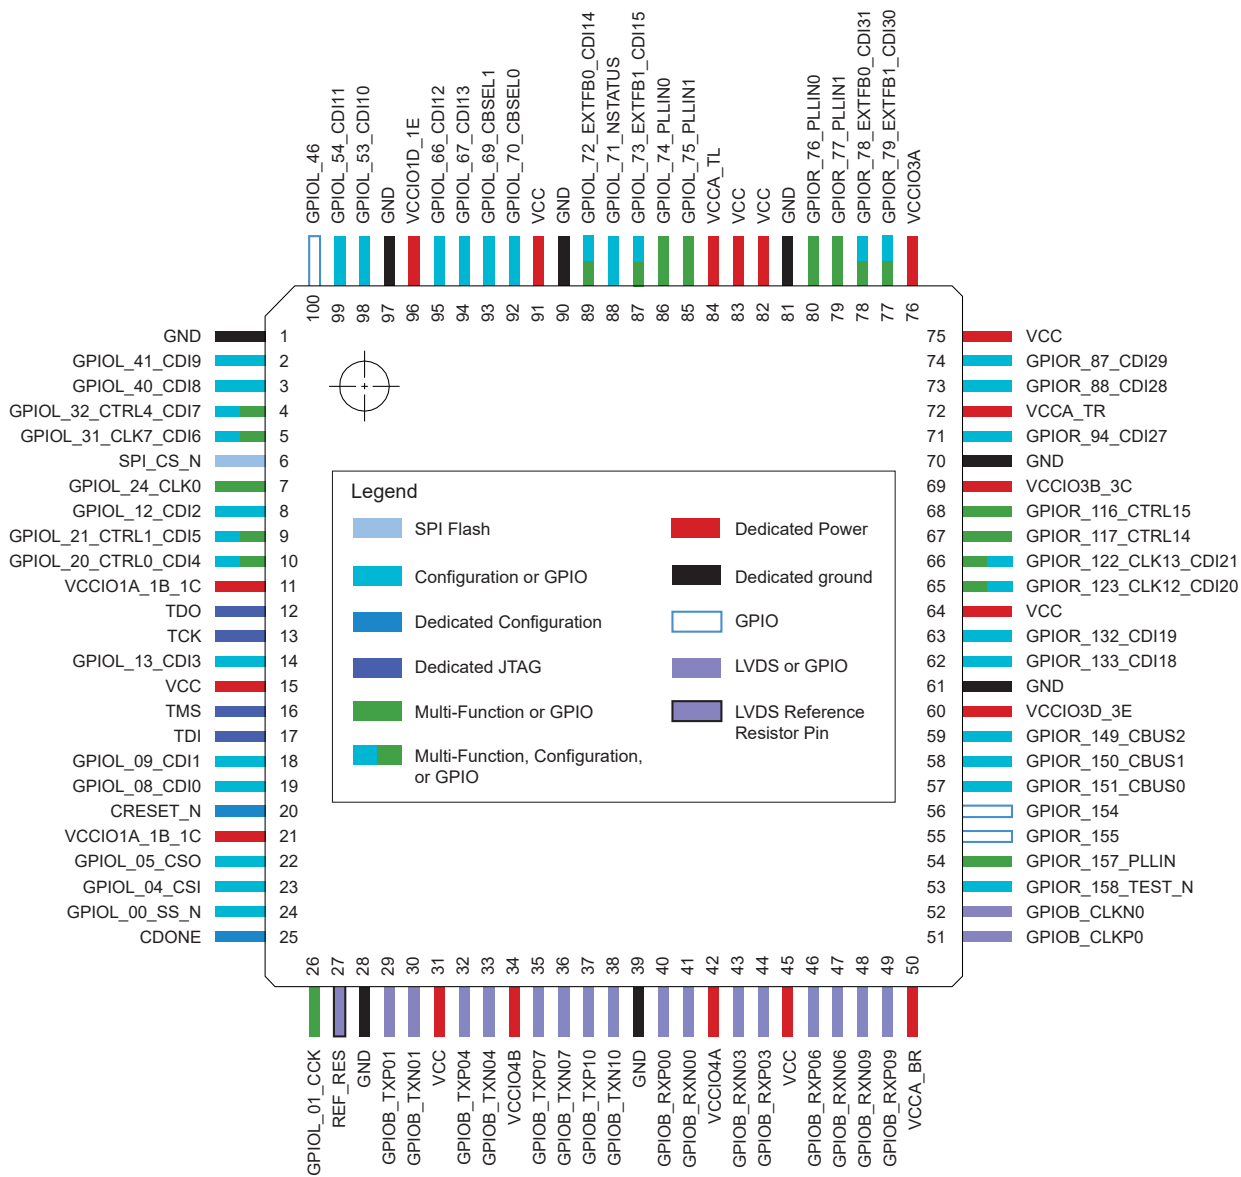 GPIOL_46
GPIOL_54_CDI11
GPIOL_53_CDI10
GND
VCCIO1D_1E
GPIOL_66_CDI12
GPIOL_67_CDI13
GPIOL_69_CBSEL1
GPIOL_70_CBSEL0
VCC
GND
GPIOL_72_EXTFB0_CDI14
GPIOL_71_NSTATUS
GPIOL_73_EXTFB1_CDI15
GPIOL_74_PLLIN0
GPIOL_75_PLLIN1
VCCA_TL
VCC
VCC
GND
GPIOR_76_PLLIN0
GPIOR_77_PLLIN1
GPIOR_78_EXTFB0_CDI31
GPIOR_79_EXTFB1_CDI30
VCCIO3A
100
99
98
97
96
95
94
93
92
91
90
89
88
87
86
85
84
83
82
81
80
79
78
77
76
GND 1
GPIOL_41_CDI9 2
GPIOL_40_CDI8 3
GPIOL_32_CTRL4_CDI7 4
GPIOL_31_CLK7_CDI6 5
SPI_CS_N 6
GPIOL_24_CLK0 7
GPIOL_12_CDI2 8
GPIOL_21_CTRL1_CDI5 9
GPIOL_20_CTRL0_CDI4 10
VCCIO1A_1B_1C 11
TDO 12
TCK 13
GPIOL_13_CDI3 14
VCC 15
TMS 16
TDI 17
GPIOL_09_CDI1 18
GPIOL_08_CDI0 19
CRESET_N 20
VCCIO1A_1B_1C 21
GPIOL_05_CSO 22
GPIOL_04_CSI 23
GPIOL_00_SS_N 24
CDONE 25
Legend
SPI Flash
Configuration or GPIO
Dedicated Configuration
Dedicated JTAG
Multi-Function or GPIO
Multi-Function, Configuration,
or GPIO
Dedicated Power
Dedicated ground
GPIO
LVDS or GPIO
LVDS Reference
Resistor Pin
75 VCC
74 GPIOR_87_CDI29
73 GPIOR_88_CDI28
72 VCCA_TR
71 GPIOR_94_CDI27
70 GND
69 VCCIO3B_3C
68 GPIOR_116_CTRL15
67 GPIOR_117_CTRL14
66 GPIOR_122_CLK13_CDI21
65 GPIOR_123_CLK12_CDI20
64 VCC
63 GPIOR_132_CDI19
62 GPIOR_133_CDI18
61 GND
60 VCCIO3D_3E
59 GPIOR_149_CBUS2
58 GPIOR_150_CBUS1
57 GPIOR_151_CBUS0
56 GPIOR_154
55 GPIOR_155
54 GPIOR_157_PLLIN
53 GPIOR_158_TEST_N
52 GPIOB_CLKN0
51 GPIOB_CLKP0
26
27
28
29
30
31
32
33
34
35
36
37
38
39
40
41
42
43
44
45
46
47
48
49
50
GPIOL_01_CCK
REF_RES
GND
GPIOB_TXP01
GPIOB_TXN01
VCC
GPIOB_TXP04
GPIOB_TXN04
VCCIO4B
GPIOB_TXP07
GPIOB_TXN07
GPIOB_TXP10
GPIOB_TXN10
GND
GPIOB_RXP00
GPIOB_RXN00
VCCIO4A
GPIOB_RXN03
GPIOB_RXP03
VCC
GPIOB_RXP06
GPIOB_RXN06
GPIOB_RXN09
GPIOB_RXP09
VCCA_BR